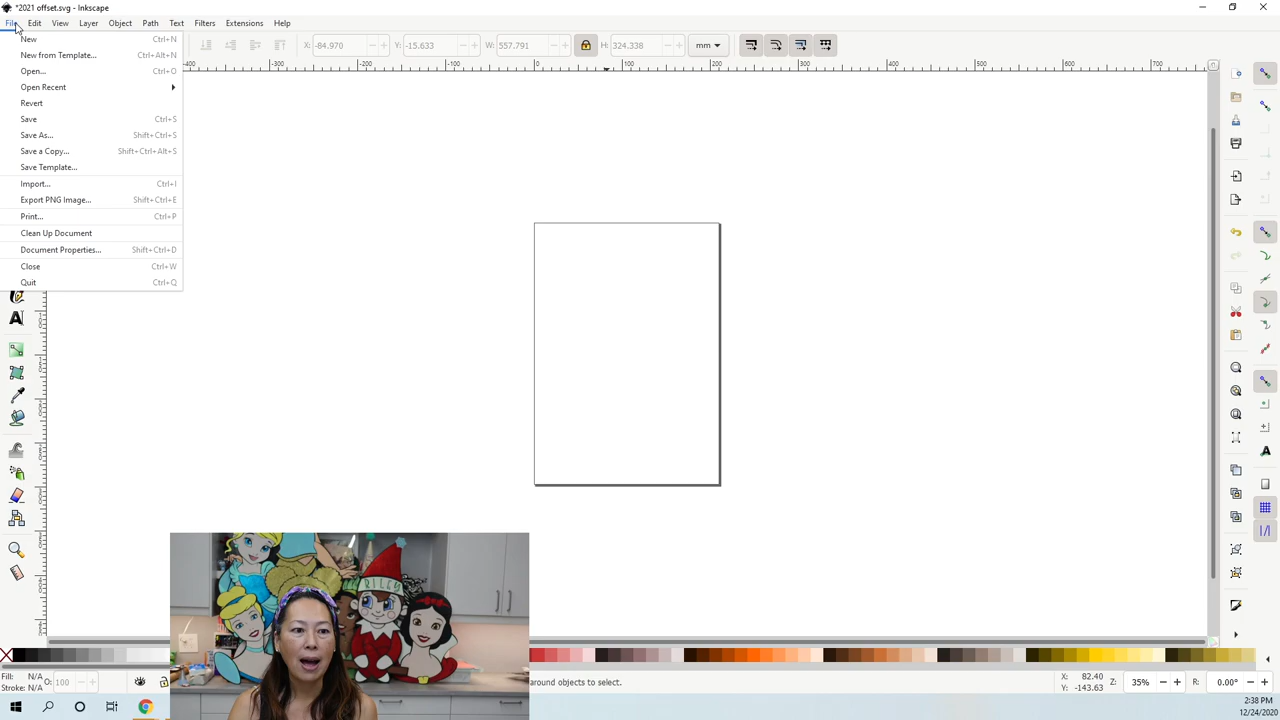 *2021 offset.svg - Inkscape
File Edit View Layer Object Path Text Filters Extensions Help
X: -84.970 Y: -15.633 W: 557.791 H: 324.338 mm
New Ctrl+N
New from Template... Ctrl+Alt+N
Open... Ctrl+O
Open Recent
Revert
Save Ctrl+S
Save As... Shift+Ctrl+S
Save a Copy... Shift+Ctrl+Alt+S
Save Template...
Import... Ctrl+I
Export PNG Image... Shift+Ctrl+E
Print... Ctrl+P
Clean Up Document
Document Properties... Shift+Ctrl+D
Close Ctrl+W
Quit Ctrl+Q
-400 -200 -100 0 100 200 300 400 500 600 700
RILEY
Fill: N/A
Stroke: N/A
O: 100
around objects to select.
X: 82.40
Y: -143.63
Z: 35%
R: 0.00°
2:38 PM
12/24/2020